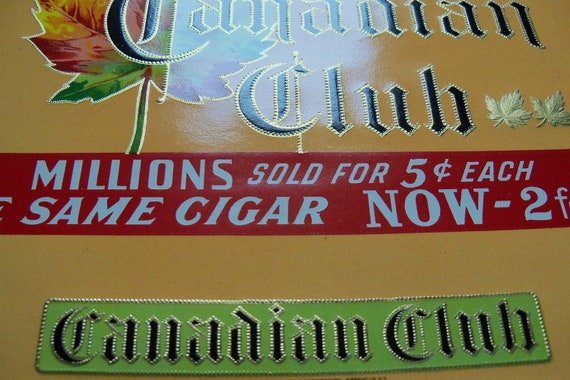 Canadian
Club
MILLIONS SOLD FOR 5¢ EACH
E SAME CIGAR NOW-2 f
Canadian Club